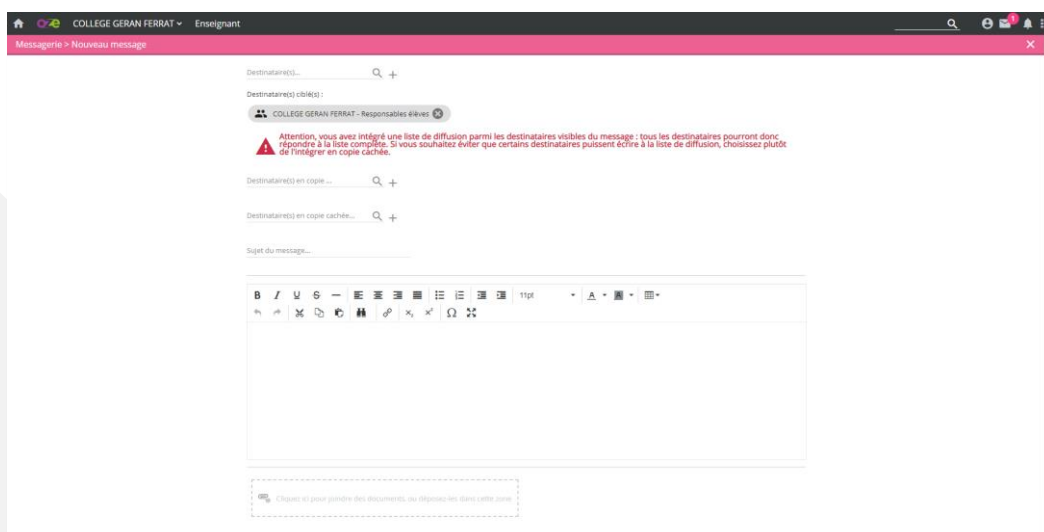 oze COLLEGE GERAN FERRAT Enseignant
1
Messagerie > Nouveau message
Destinataire(s)...
Destinataire(s) ciblé(s) :
COLLEGE GERAN FERRAT - Responsables élèves
Attention, vous avez intégré une liste de diffusion parmi les destinataires visibles du message : tous les destinataires pourront donc
répondre à la liste complète. Si vous souhaitez éviter que certains destinataires puissent écrire à la liste de diffusion, choisissez plutôt
de l'intégrer en copie cachée.
Destinataire(s) en copie ...
Destinataire(s) en copie cachée...
Sujet du message...
B I U S 11pt A A
x₂ x² Ω
Cliquez ici pour joindre des documents, ou déposez-les dans cette zone